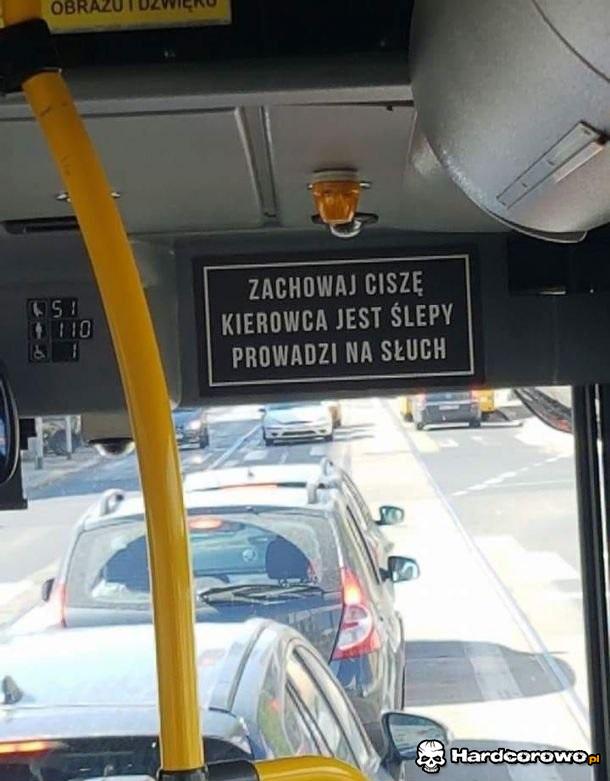 OBRAZU I DŹWIĘKU
ZACHOWAJ CISZĘ
KIEROWCA JEST ŚLEPY
PROWADZI NA SŁUCH
51
110
1
Hardcorowo.pl